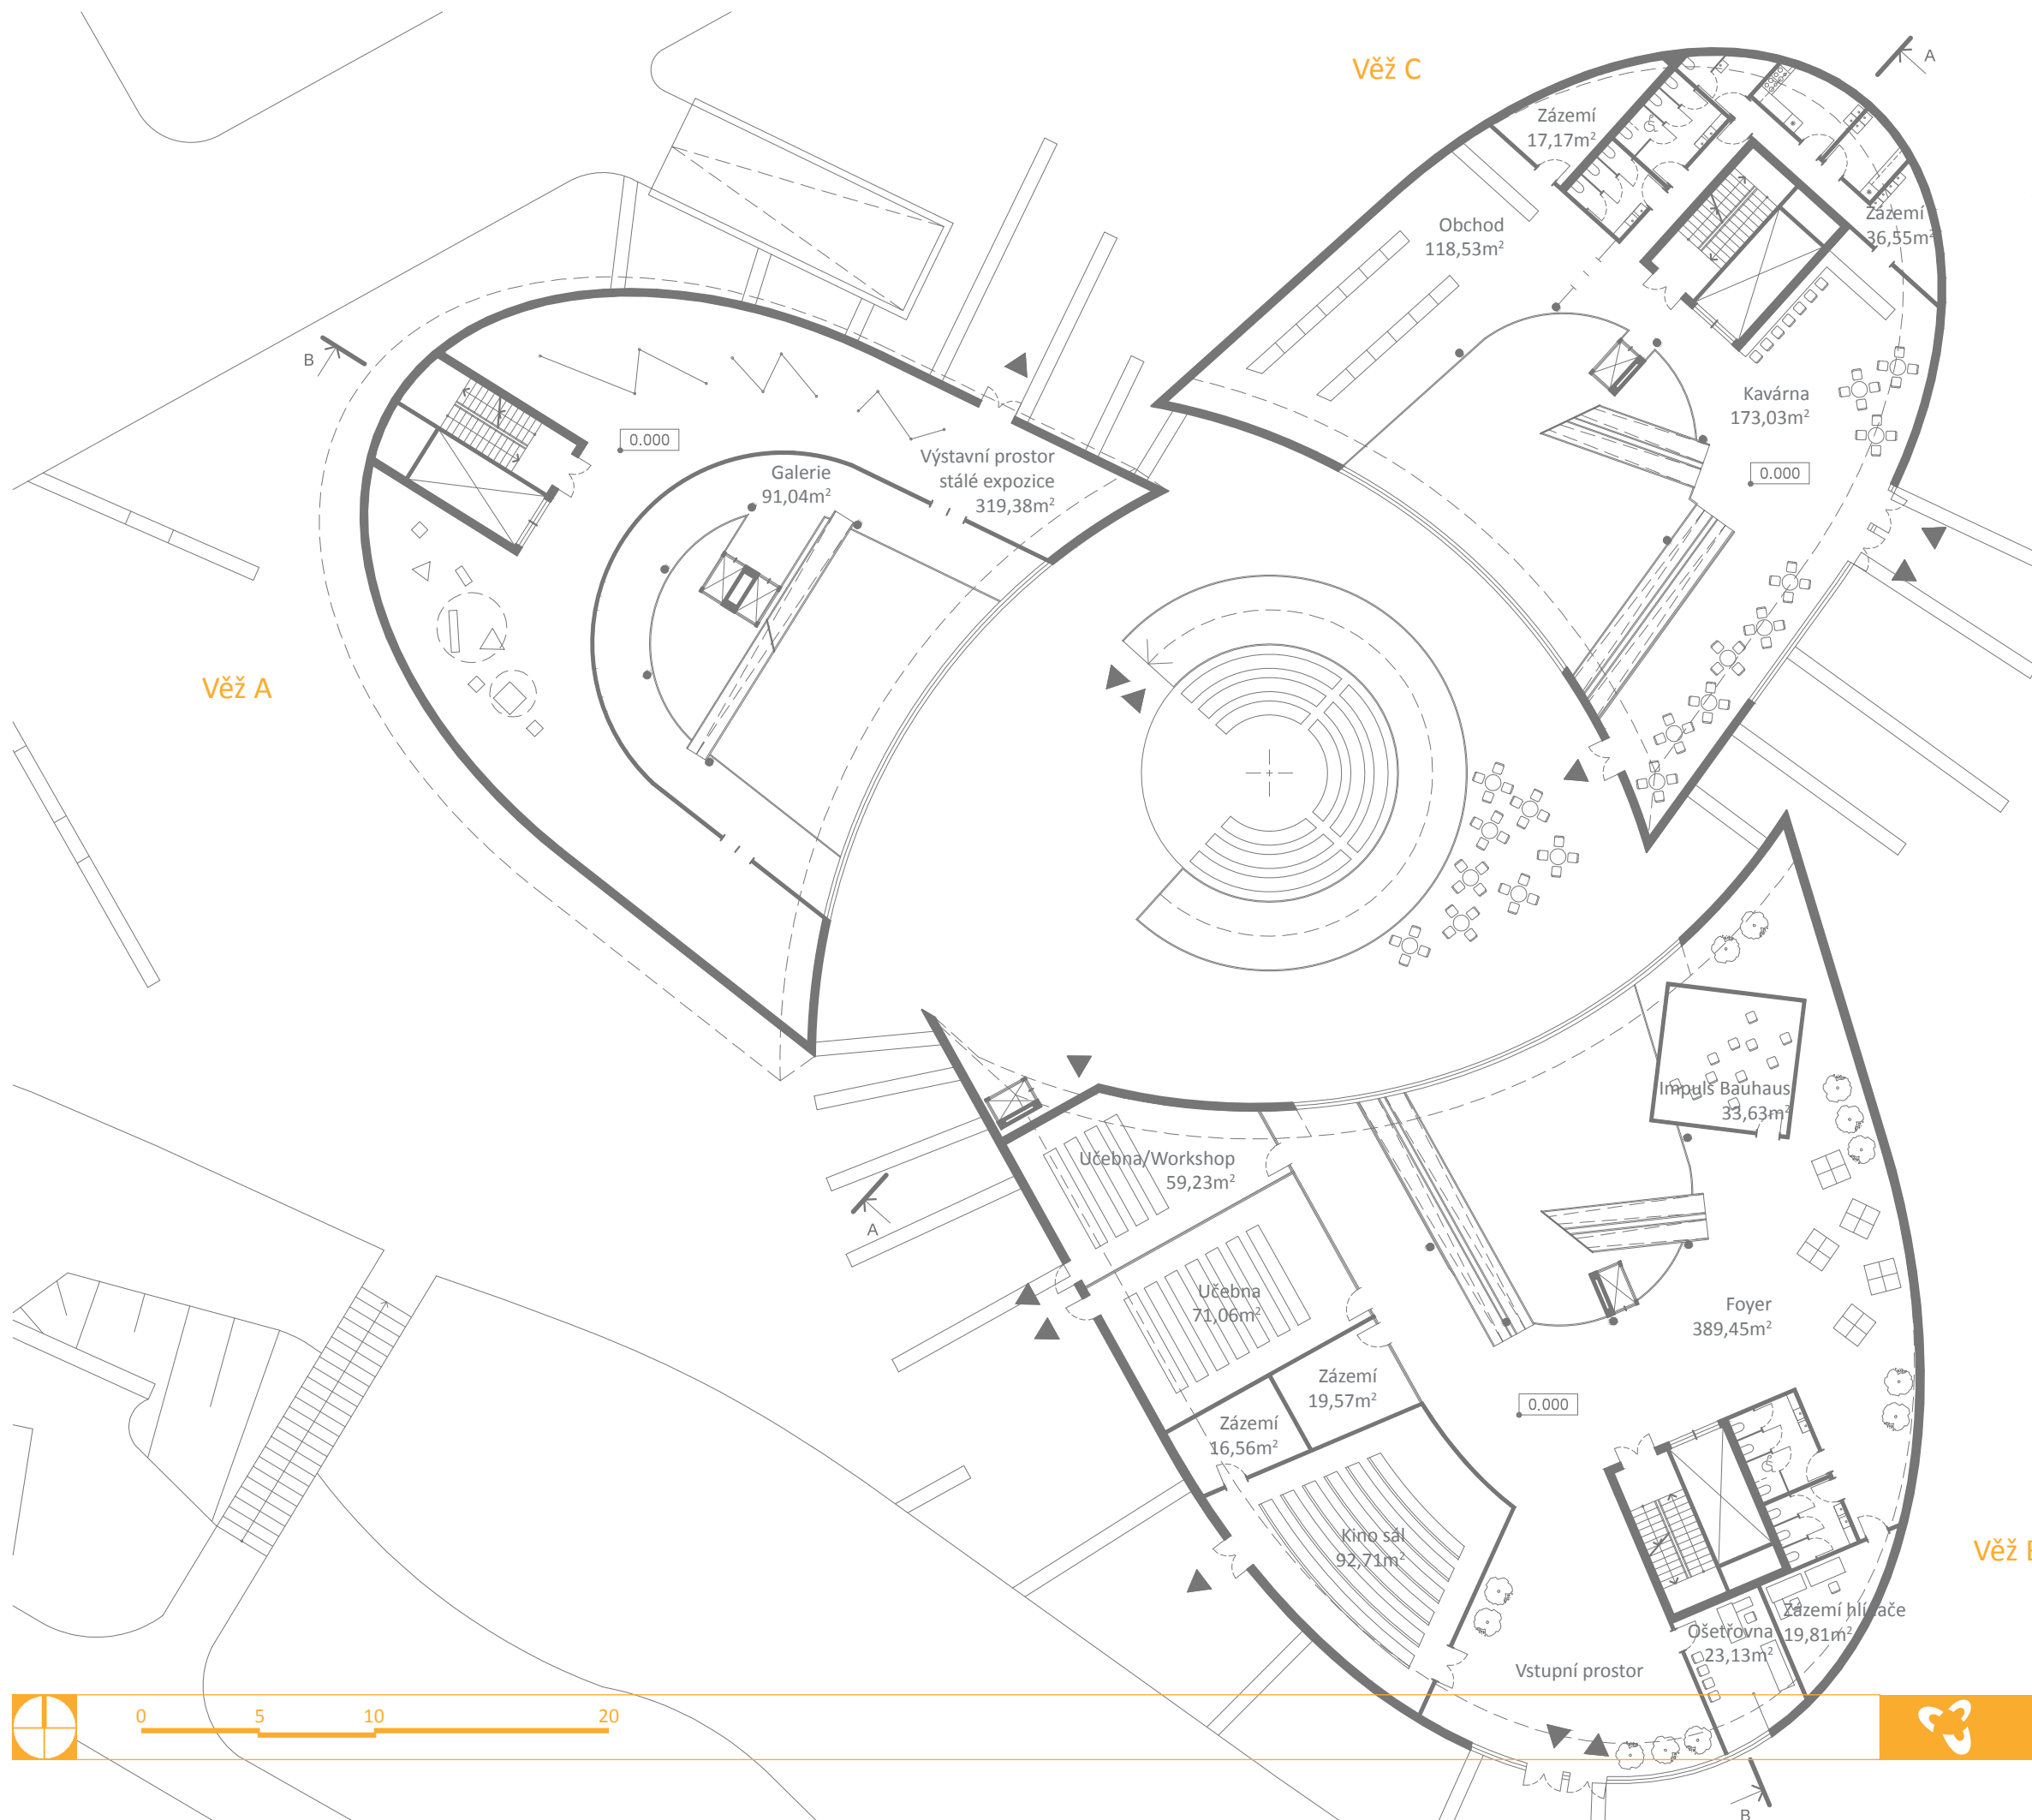 Věž C
A
Zázemí
17,17m²
Obchod
118,53m²
Zázemí
36,55m²
B
Kavárna
173,03m²
0.000
Galerie
91,04m²
Výstavní prostor
stálé expozice
319,38m²
0.000
Věž A
Impuls Bauhaus
33,63m²
Učebna/Workshop
59,23m²
A
Učebna
71,06m²
Foyer
389,45m²
Zázemí
19,57m²
0.000
Zázemí
16,56m²
Kino sál
92,71m²
Věž
Zázemí hlídače
19,81m²
Ošetřovna
23,13m²
Vstupní prostor
0 5 10 20
B